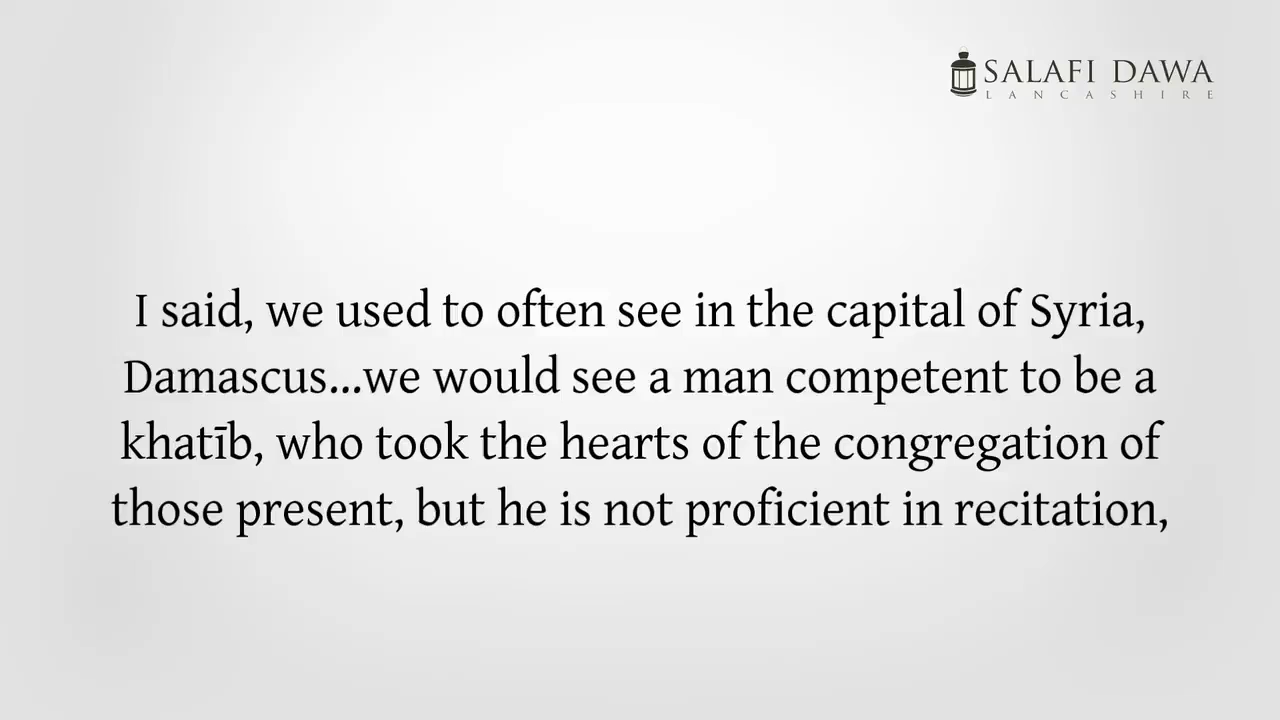 SALAFI DAWA
LANCASHIRE
I said, we used to often see in the capital of Syria,
Damascus...we would see a man competent to be a
khatīb, who took the hearts of the congregation of
those present, but he is not proficient in recitation,